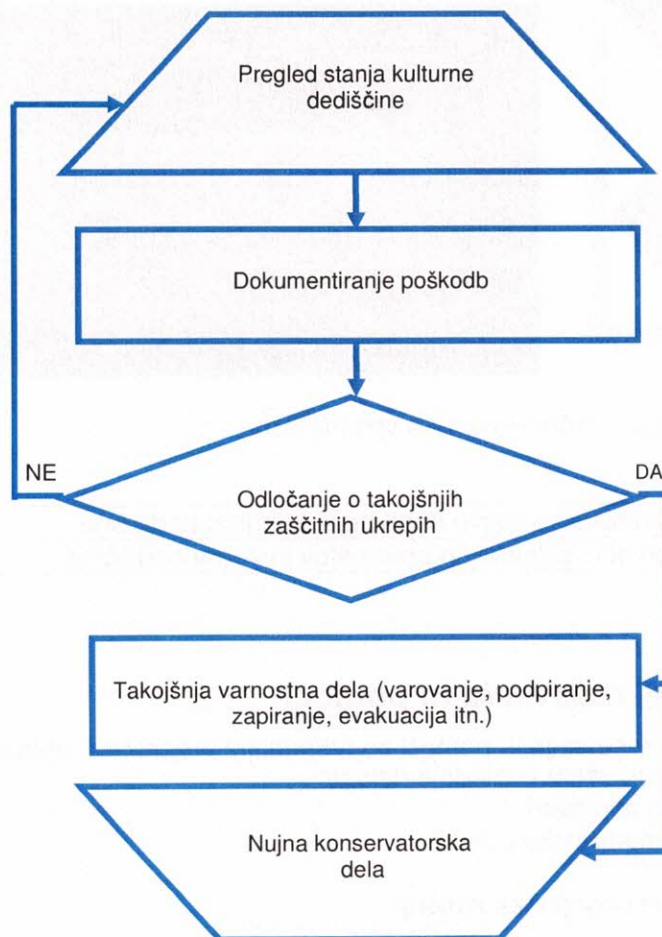 Pregled stanja kulturne
dediščine
Dokumentiranje poškodb
NE
DA
Odločanje o takojšnjih
zaščitnih ukrepih
Takojšnja varnostna dela (varovanje, podpiranje,
zapiranje, evakuacija itn.)
Nujna konservatorska
dela